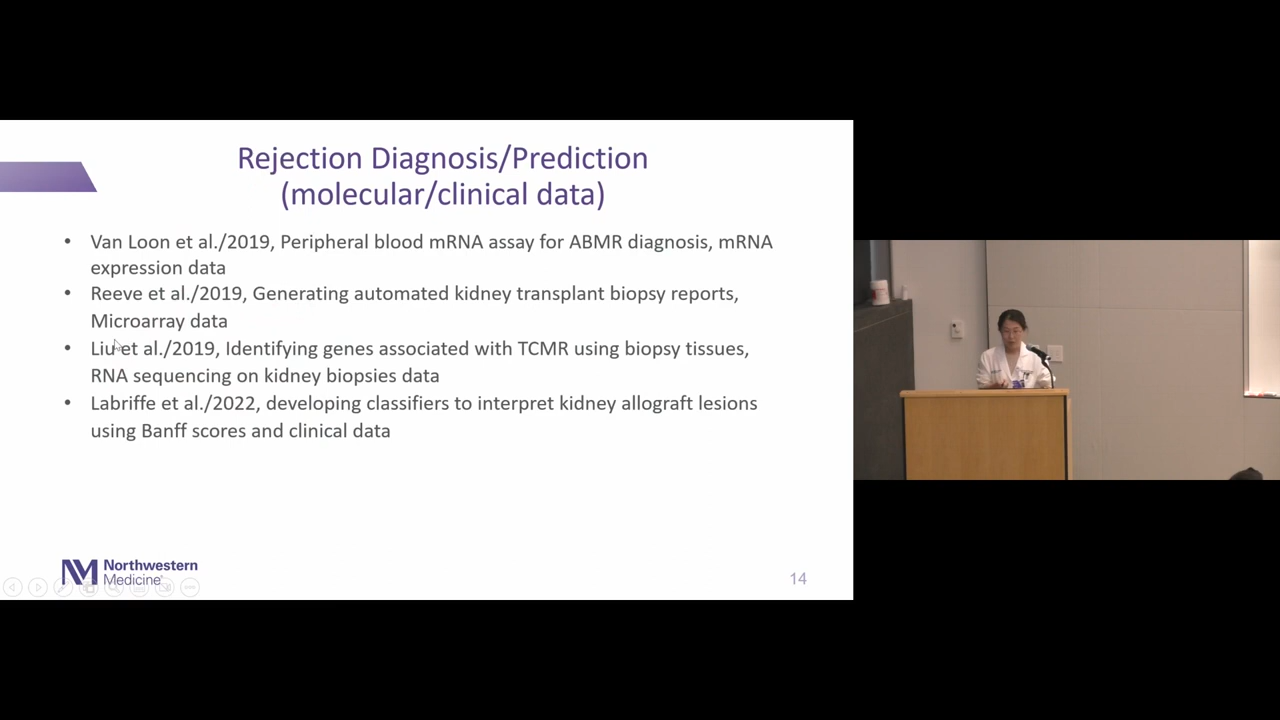 Rejection Diagnosis/Prediction
(molecular/clinical data)
• Van Loon et al./2019, Peripheral blood mRNA assay for ABMR diagnosis, mRNA
expression data
• Reeve et al./2019, Generating automated kidney transplant biopsy reports,
Microarray data
• Liu et al./2019, Identifying genes associated with TCMR using biopsy tissues,
RNA sequencing on kidney biopsies data
• Labriffe et al./2022, developing classifiers to interpret kidney allograft lesions
using Banff scores and clinical data
NM Northwestern
Medicine®
14